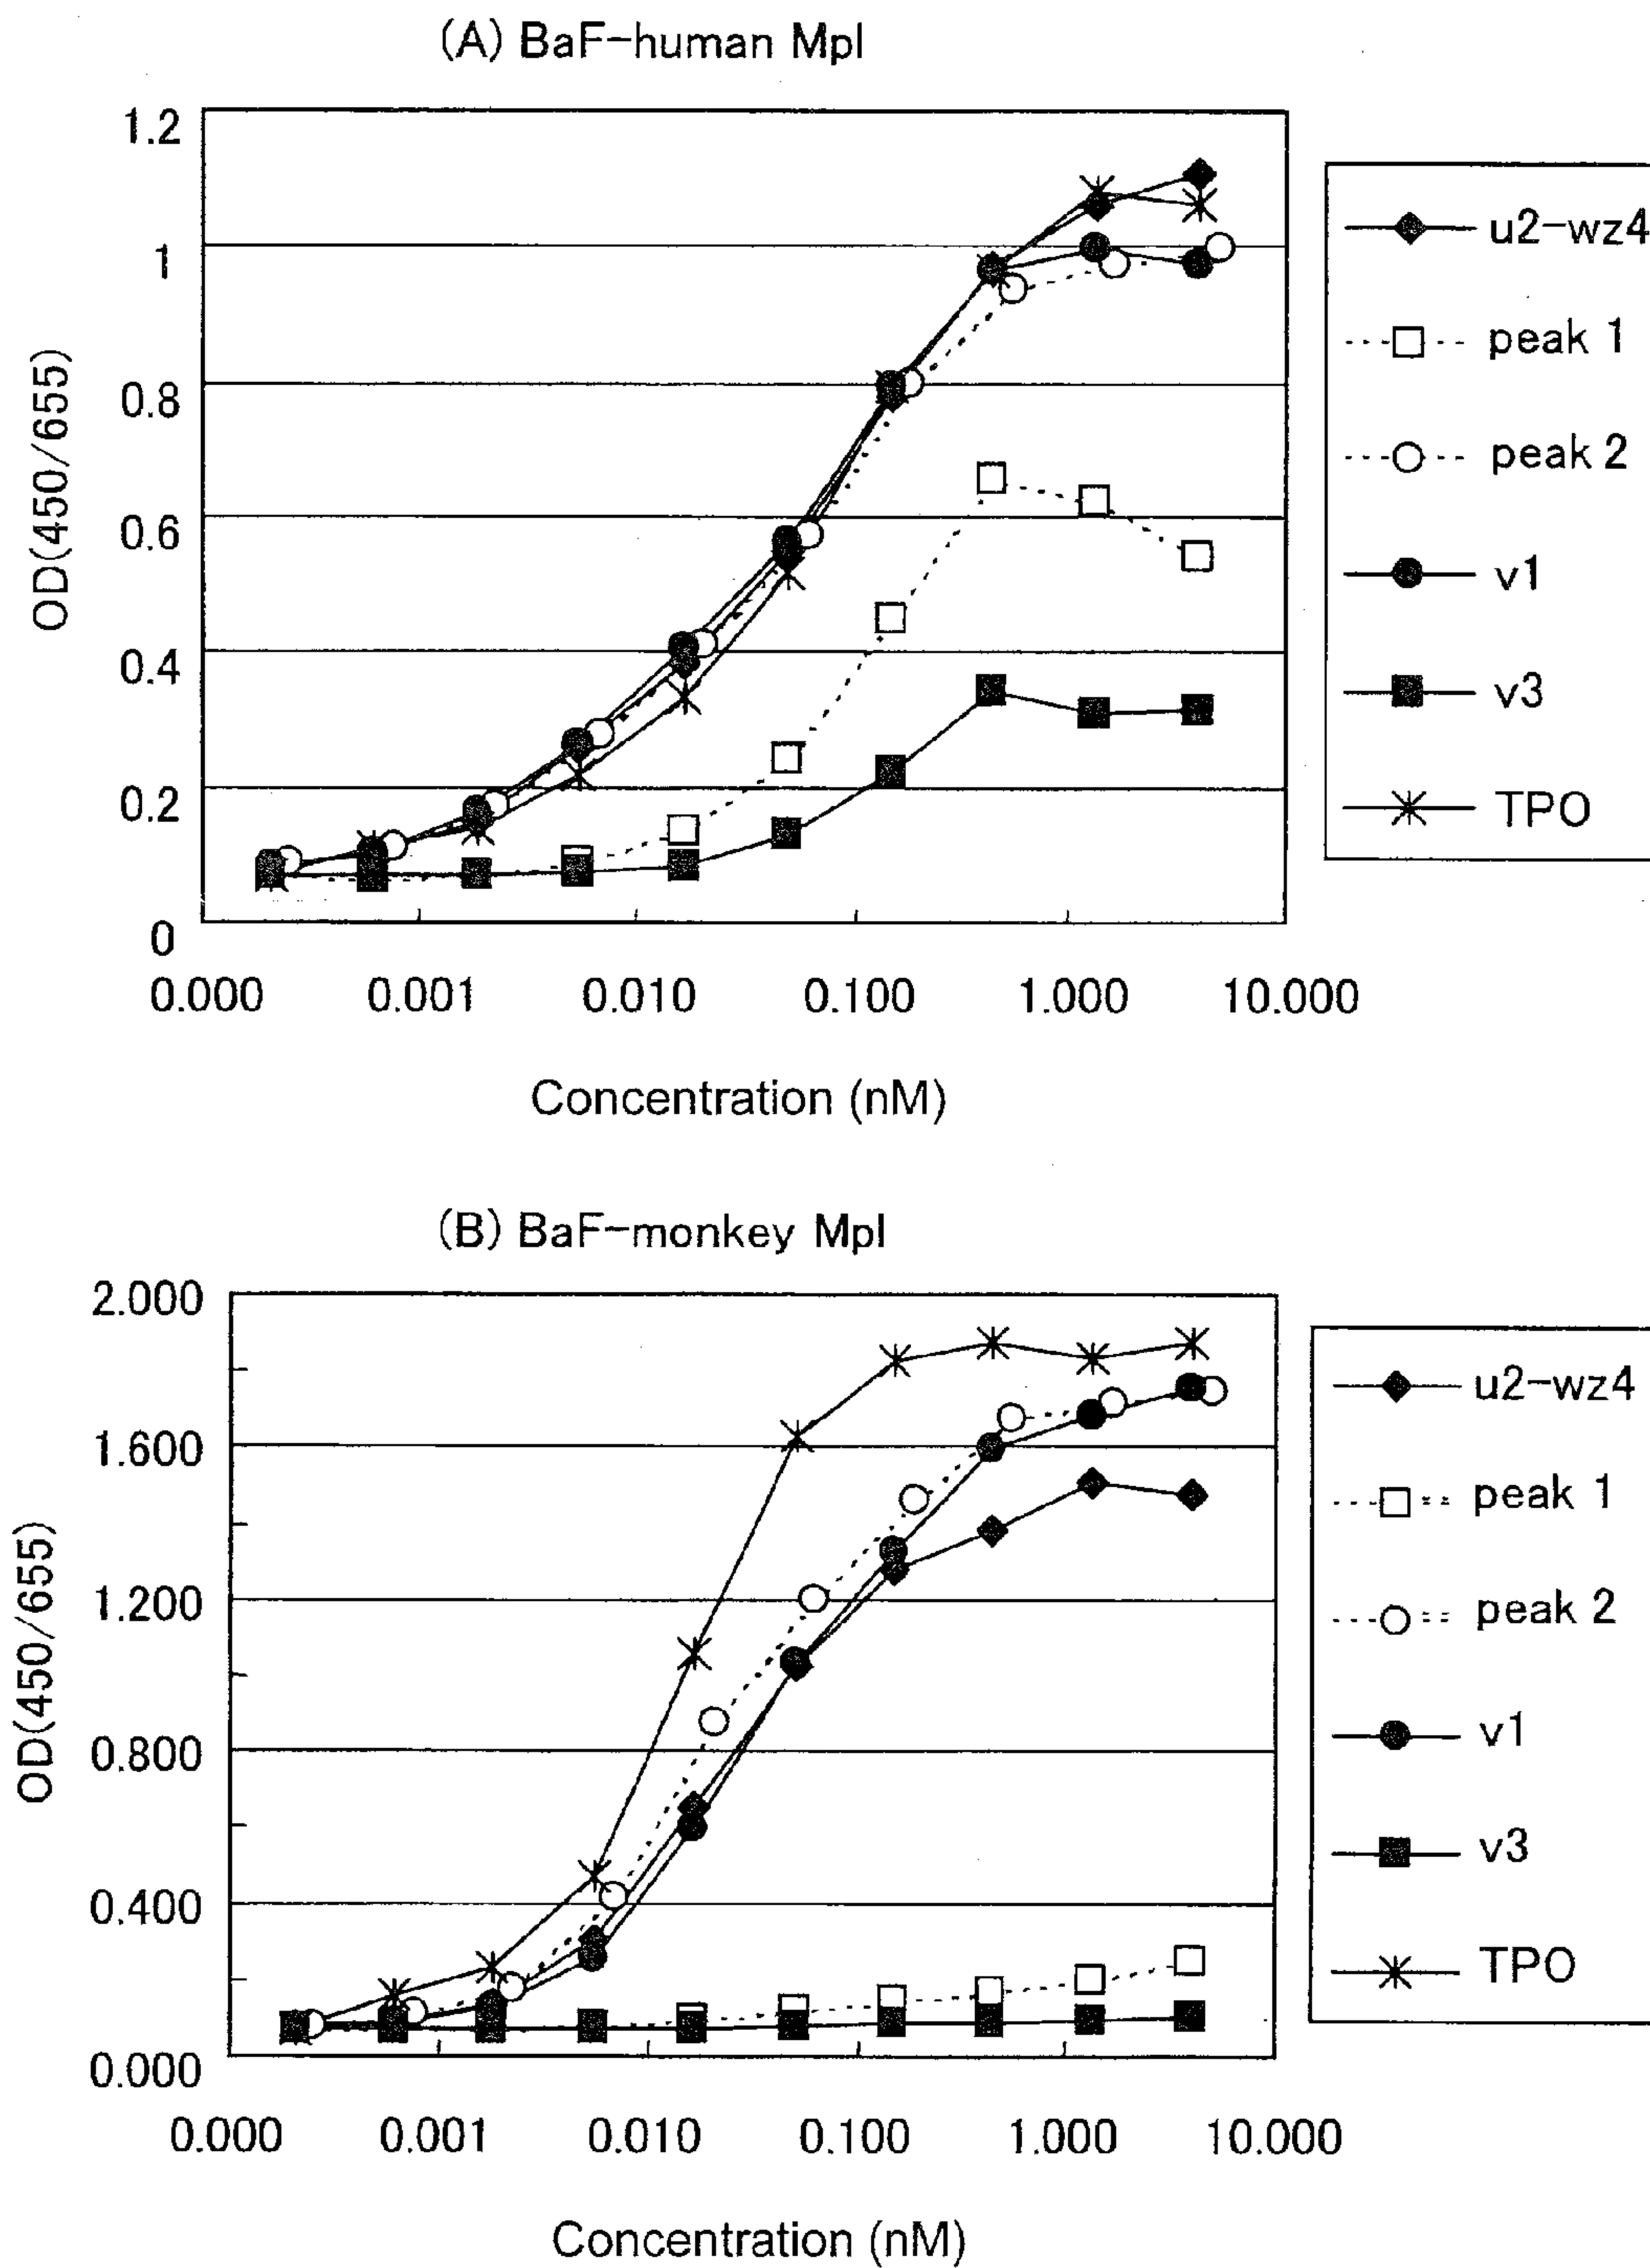 (A) BaF-human Mpl
1.2
1
0.8
0.6
0.4
0.2
0
OD(450/655)
0.000 0.001 0.010 0.100 1.000 10.000
Concentration (nM)
u2-wz4
peak 1
peak 2
v1
v3
TPO
(B) BaF-monkey Mpl
2.000
1.600
1.200
0.800
0.400
0.000
OD(450/655)
0.000 0.001 0.010 0.100 1.000 10.000
Concentration (nM)
u2-wz4
peak 1
peak 2
v1
v3
TPO